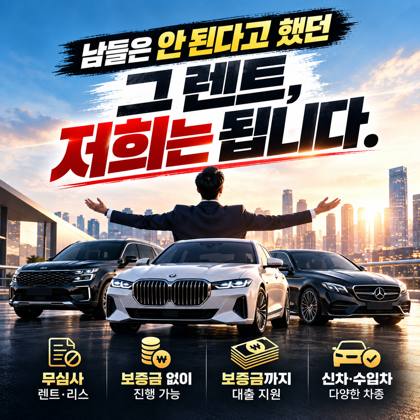 남들은 안 된다고 했던
그 렌트,
저희는 됩니다.
무심사
렌트·리스
보증금 없이
진행 가능
보증금까지
대출 지원
신차·수입차
다양한 차종